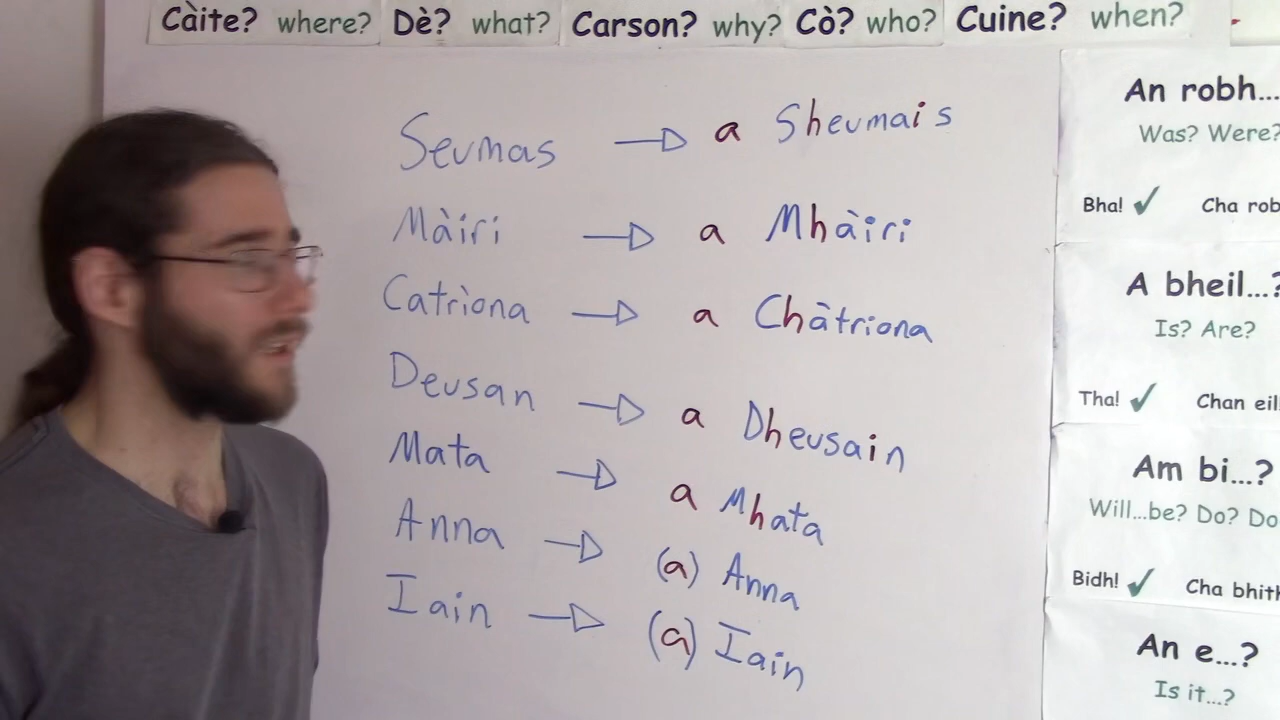 Càite? where? Dè? what? Carson? why? Cò? who? Cuine? when?
Seumas → a Sheumais
Màiri → a Mhàiri
Catrìona → a Chàtriona
Deusan → a Dheusain
Mata → a Mhata
Anna → (a) Anna
Iain → (a) Iain
An robh...
Was? Were?
Bha! ✓ Cha rob
A bheil...?
Is? Are?
Tha! ✓ Chan eil
Am bi...?
Will...be? Do? Do
Bidh! ✓ Cha bhith
An e...?
Is it...?